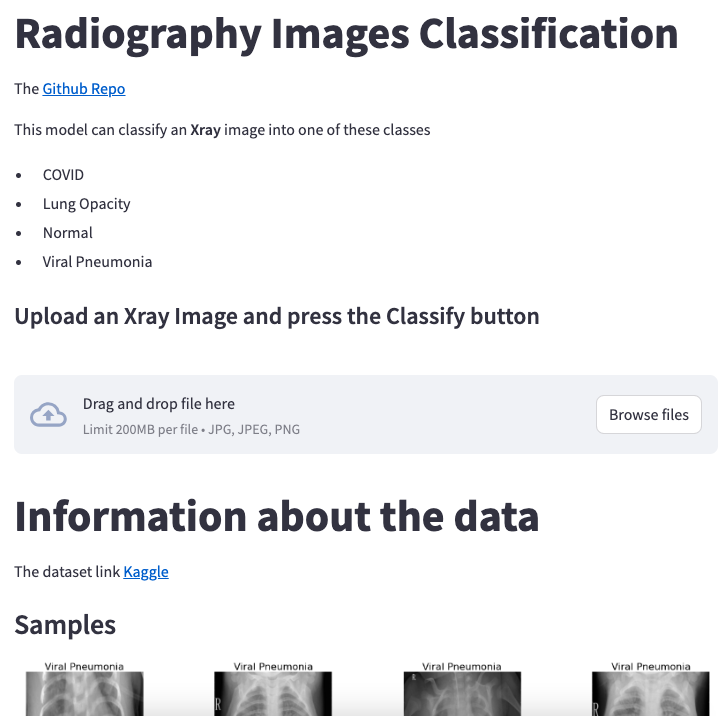 Radiography Images Classification
The Github Repo
This model can classify an Xray image into one of these classes
• COVID
• Lung Opacity
• Normal
• Viral Pneumonia
Upload an Xray Image and press the Classify button
Drag and drop file here
Limit 200MB per file • JPG, JPEG, PNG
Browse files
Information about the data
The dataset link Kaggle
Samples
Viral Pneumonia Viral Pneumonia Viral Pneumonia Viral Pneumonia
R R